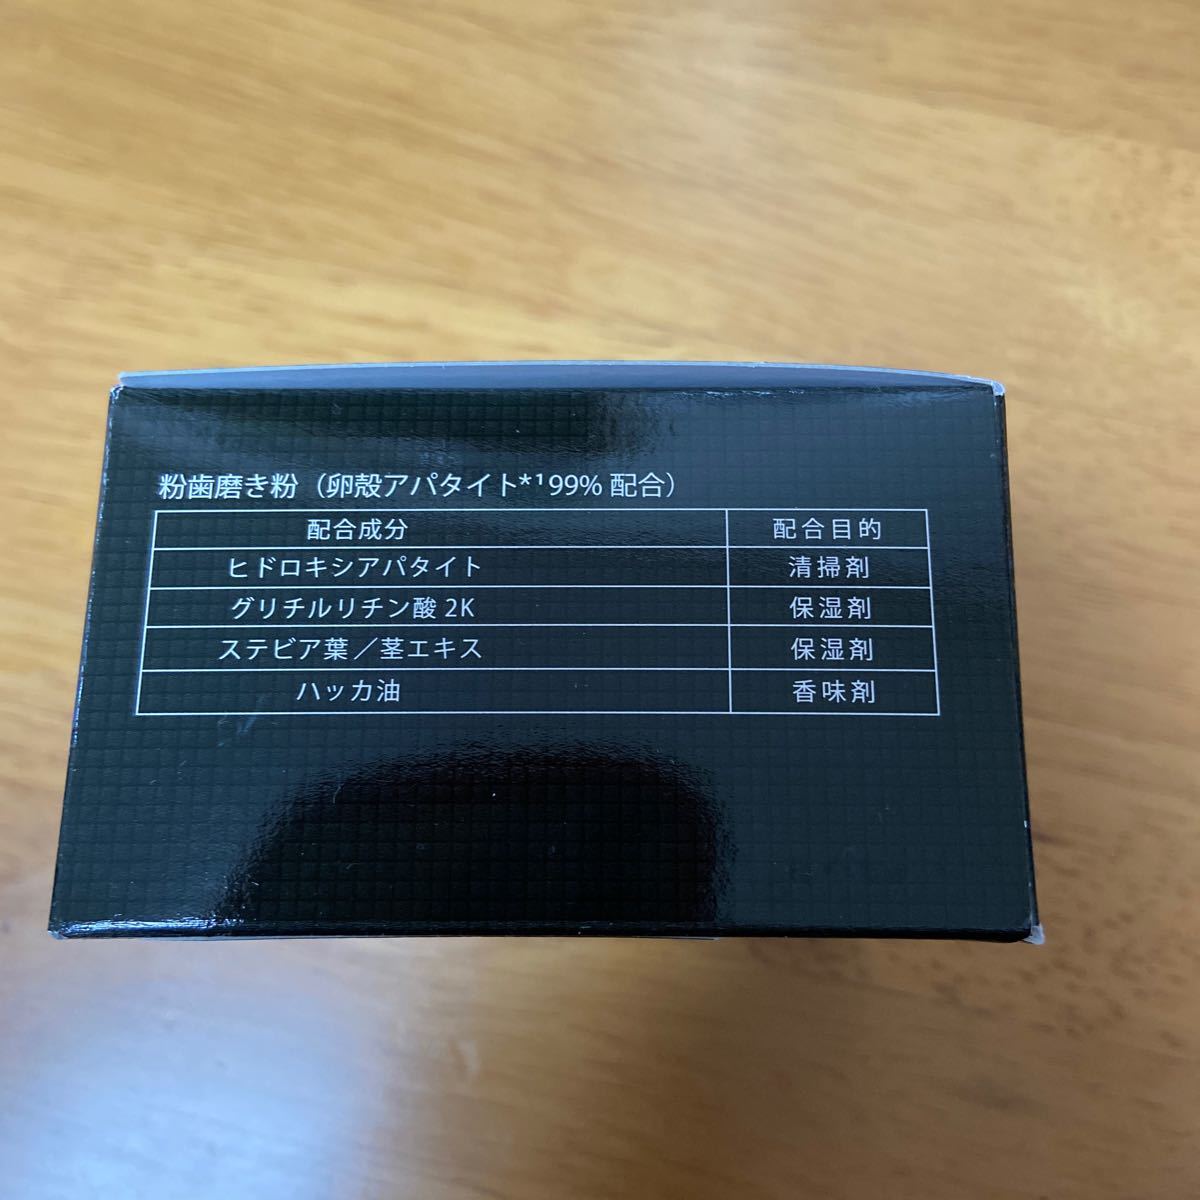 粉歯磨き粉（卵殻アパタイト*¹99% 配合）
配合成分 配合目的
ヒドロキシアパタイト 清掃剤
グリチルリチン酸 2K 保湿剤
ステビア葉／茎エキス 保湿剤
ハッカ油 香味剤